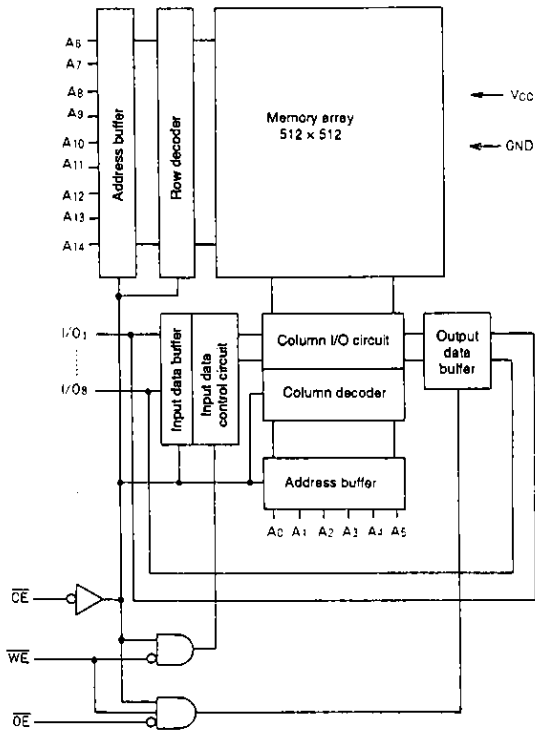 A6
A7
A8
A9
A10
A11
A12
A13
A14
Address buffer
Row decoder
Memory array
512 × 512
VCC
GND
I/O1
I/O8
Input data buffer
Input data
control circuit
Column I/O circuit
Column decoder
Output
data
buffer
Address buffer
A0 A1 A2 A3 A4 A5
CE
WE
OE